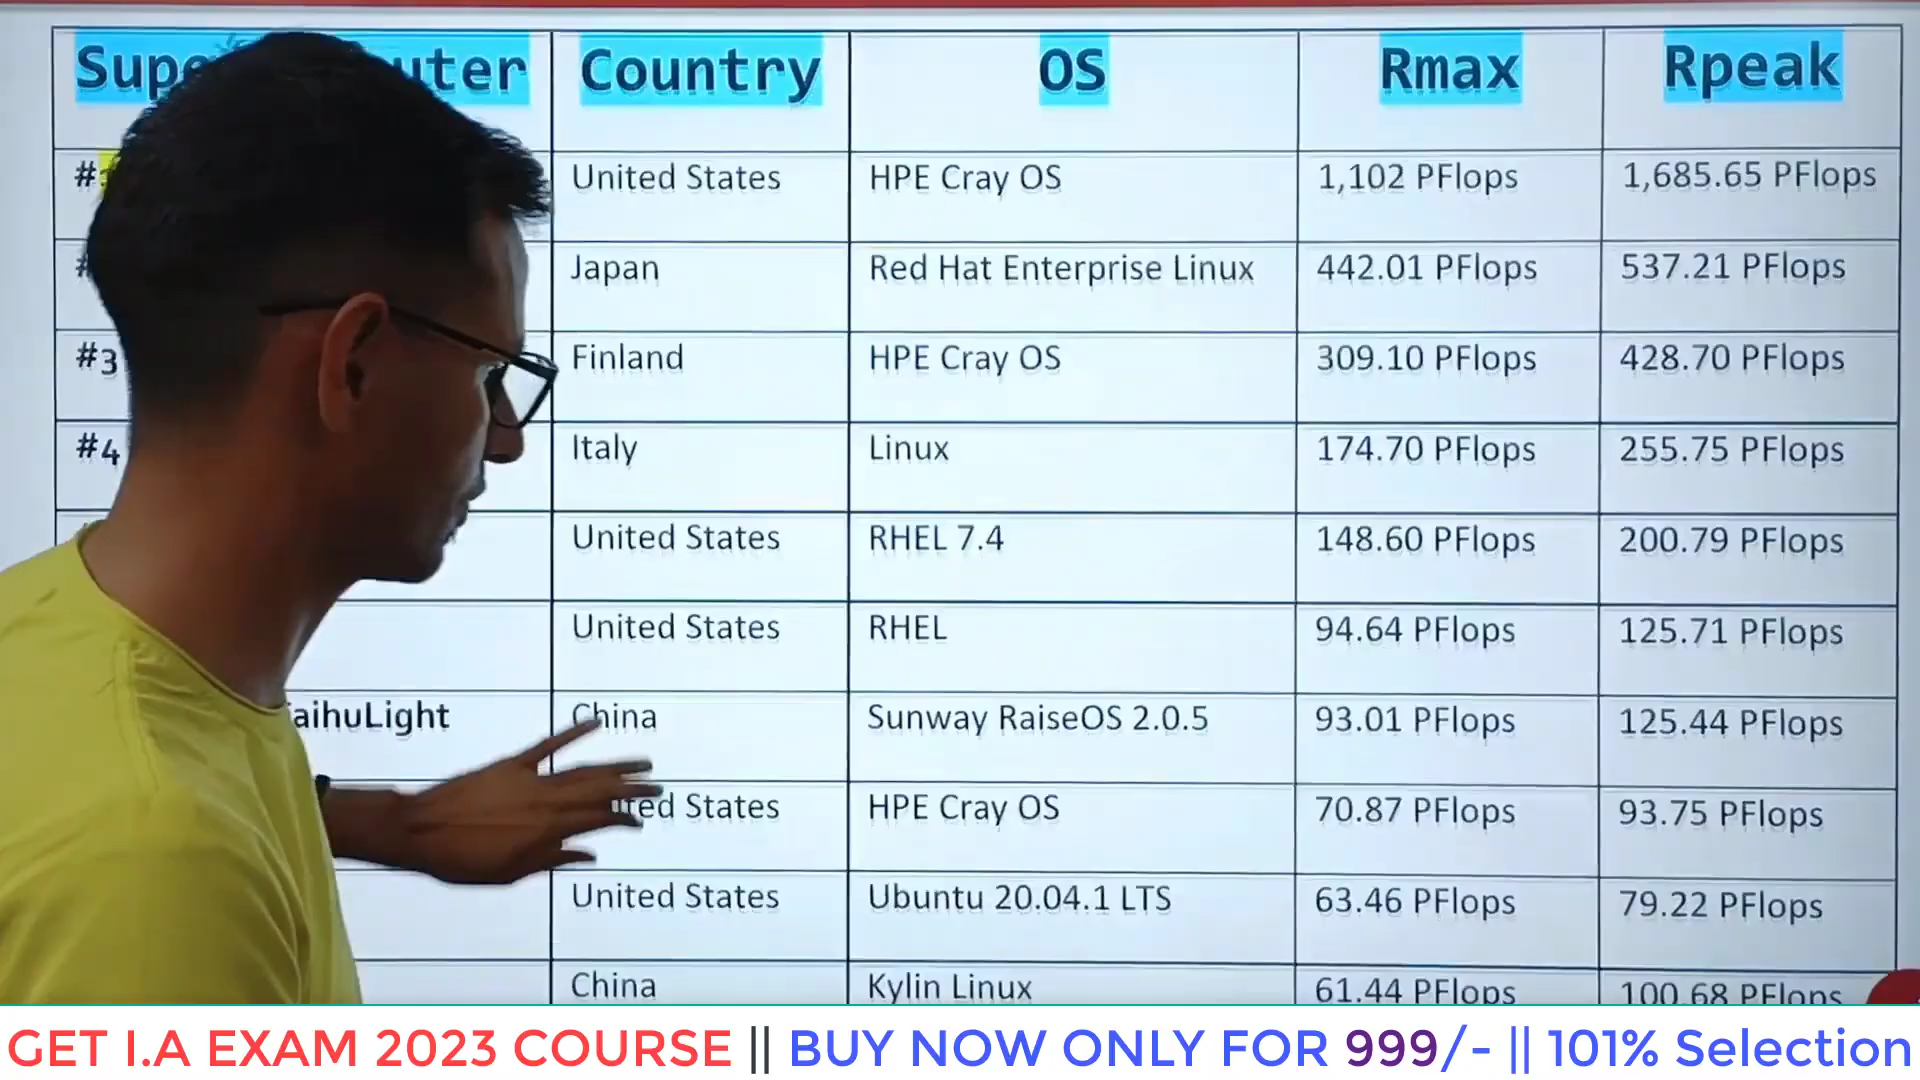 Country OS Rmax Rpeak
# United States HPE Cray OS 1,102 PFlops 1,685.65 PFlops
# Japan Red Hat Enterprise Linux 442.01 PFlops 537.21 PFlops
#3 Finland HPE Cray OS 309.10 PFlops 428.70 PFlops
#4 Italy Linux 174.70 PFlops 255.75 PFlops
United States RHEL 7.4 148.60 PFlops 200.79 PFlops
United States RHEL 94.64 PFlops 125.71 PFlops
aihuLight China Sunway RaiseOS 2.0.5 93.01 PFlops 125.44 PFlops
States HPE Cray OS 70.87 PFlops 93.75 PFlops
United States Ubuntu 20.04.1 LTS 63.46 PFlops 79.22 PFlops
China Kylin Linux 61.44 PFlops 100.68 PFlops
GET I.A EXAM 2023 COURSE || BUY NOW ONLY FOR 999/- || 101% Selection